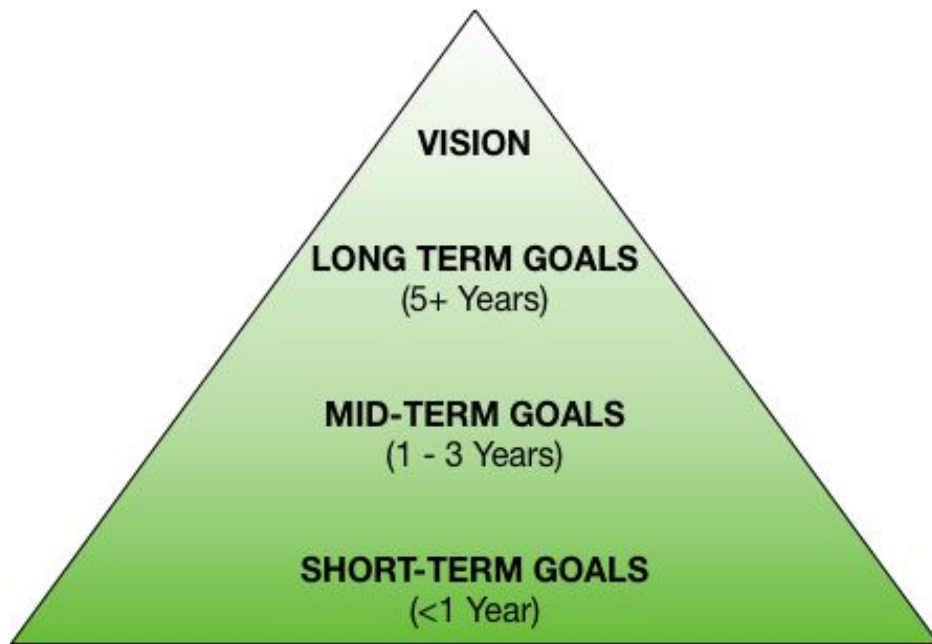 VISION
LONG TERM GOALS
(5+ Years)
MID-TERM GOALS
(1 - 3 Years)
SHORT-TERM GOALS
(<1 Year)